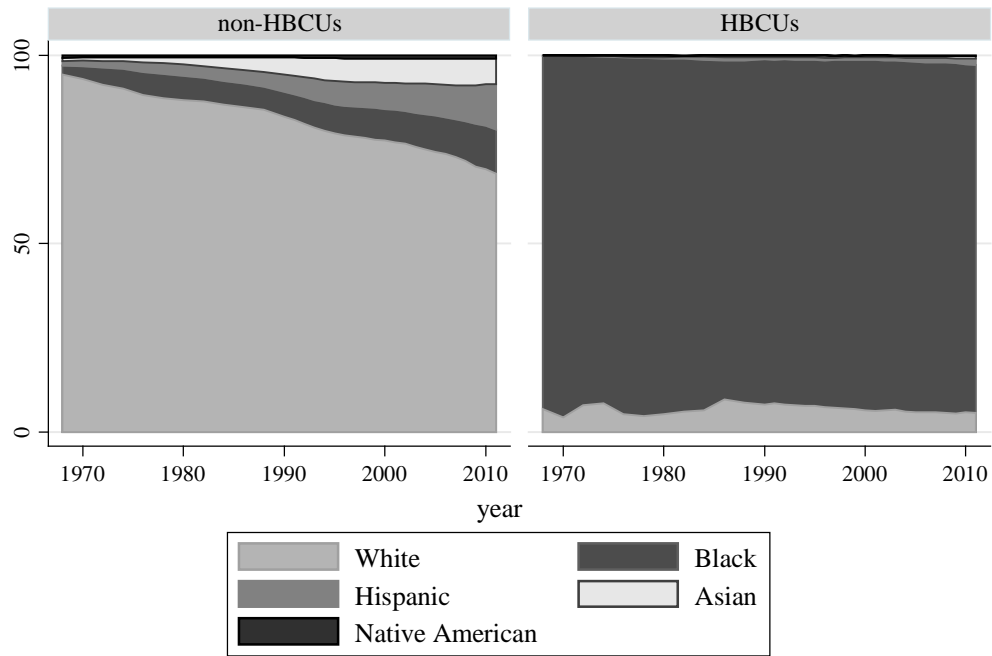 non-HBCUs HBCUs
100
50
0
1970 1980 1990 2000 2010 1970 1980 1990 2000 2010
year
White Black
Hispanic Asian
Native American